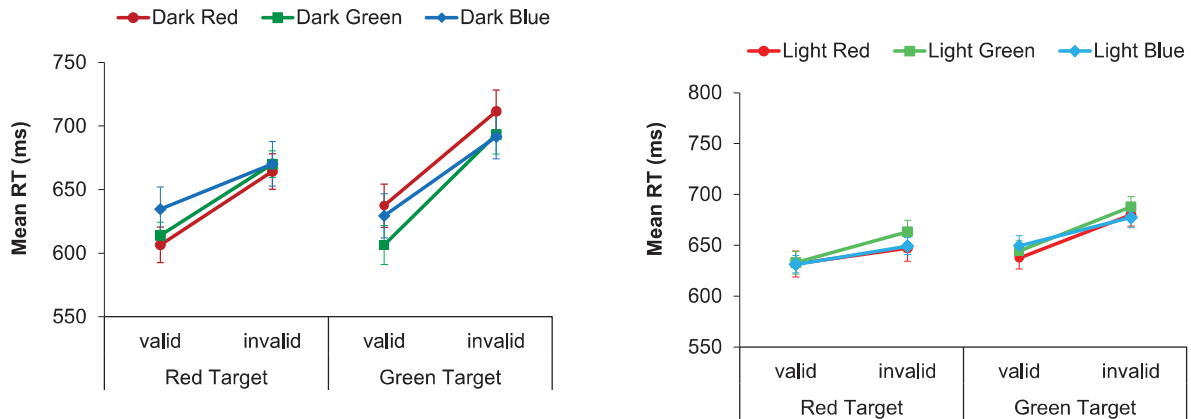 Dark Red Dark Green Dark Blue
Mean RT (ms)
750
700
650
600
550
valid invalid valid invalid
Red Target Green Target
Light Red Light Green Light Blue
Mean RT (ms)
800
750
700
650
600
550
valid invalid valid invalid
Red Target Green Target